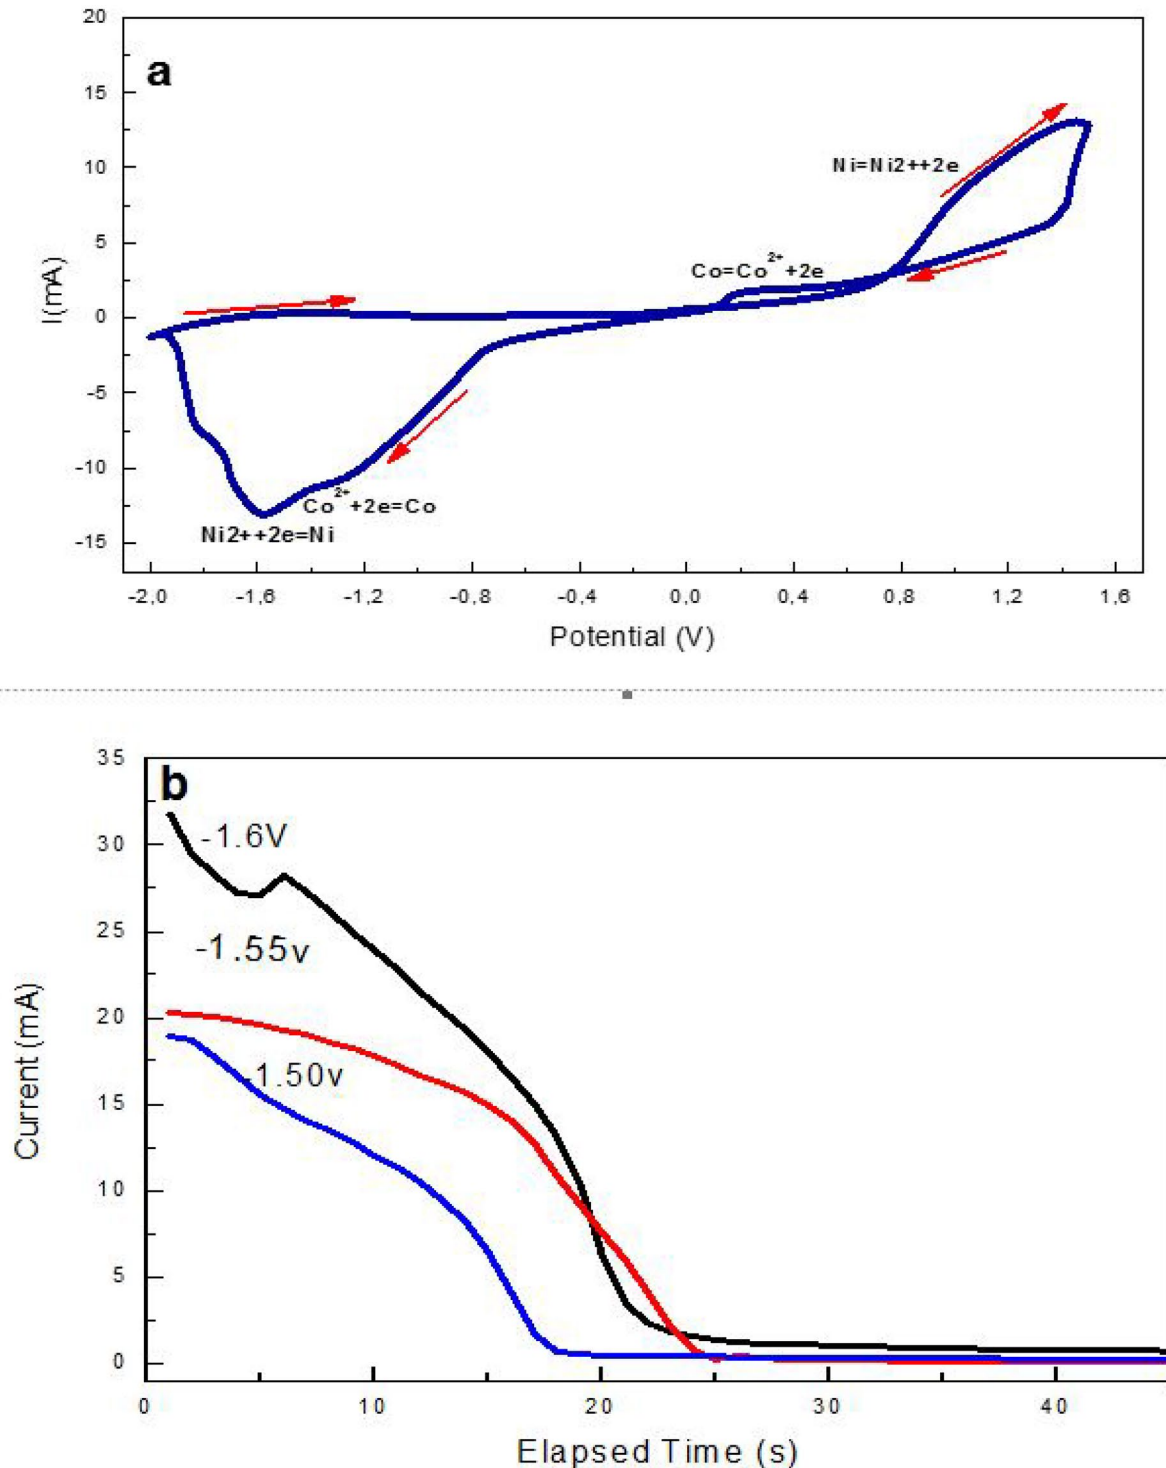 a
20
15
10
5
0
-5
-10
-15
I(mA)
Ni=Ni2++2e
Co=Co2++2e
Co2++2e=Co
Ni2++2e=Ni
-2,0 -1,6 -1,2 -0,8 -0,4 0,0 0,4 0,8 1,2 1,6
Potential (V)
b
35
30
25
20
15
10
5
0
Current (mA)
-1.6V
-1.55v
-1.50v
0 10 20 30 40
Elapsed Time (s)